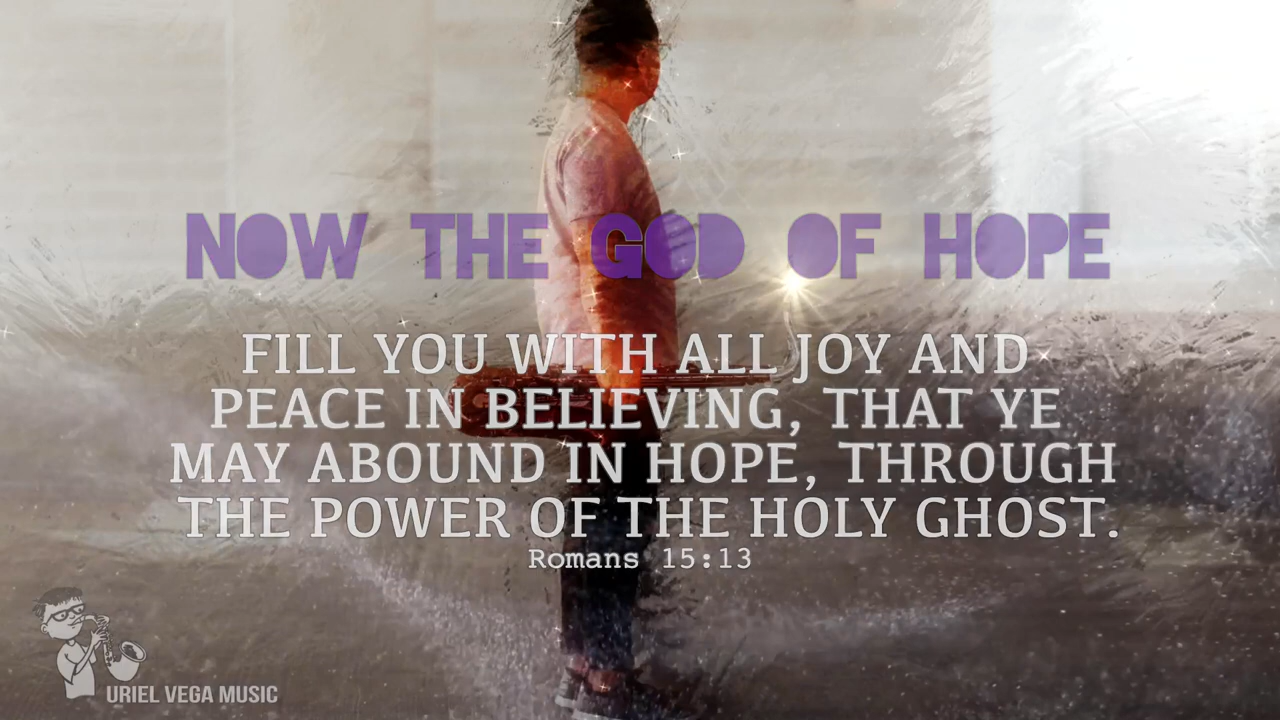 NOW THE GOD OF HOPE
FILL YOU WITH ALL JOY AND
PEACE IN BELIEVING, THAT YE
MAY ABOUND IN HOPE, THROUGH
THE POWER OF THE HOLY GHOST.
Romans 15:13
URIEL VEGA MUSIC